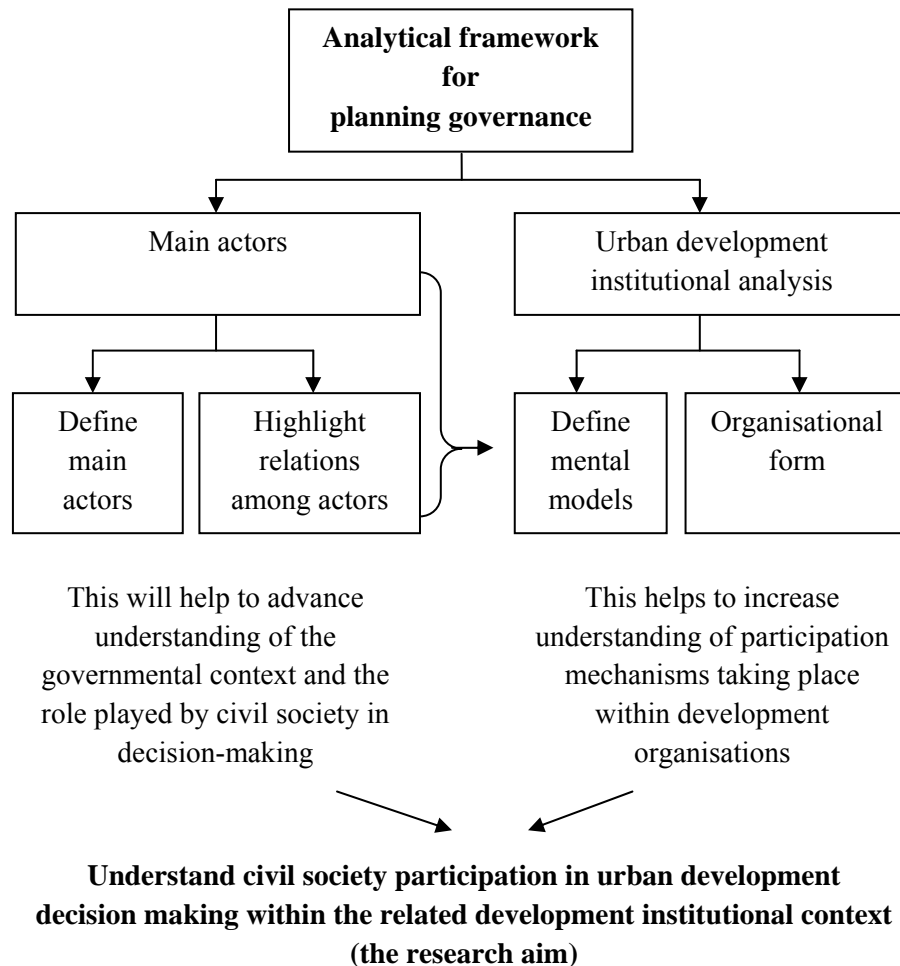 Analytical framework
for
planning governance
Main actors
Urban development
institutional analysis
Define
main
actors
Highlight
relations
among actors
Define
mental
models
Organisational
form
This will help to advance
understanding of the
governmental context and the
role played by civil society in
decision-making
This helps to increase
understanding of participation
mechanisms taking place
within development
organisations
Understand civil society participation in urban development
decision making within the related development institutional context
(the research aim)